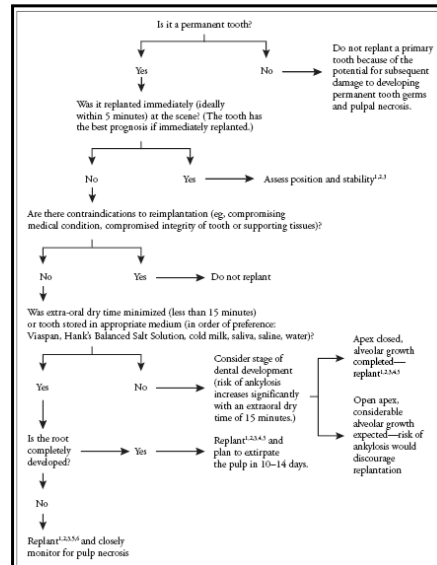 Is it a permanent tooth?
Yes
No
Do not replant a primary
tooth because of the
potential for subsequent
damage to developing
permanent tooth germs
and pulpal necrosis.
Was it replanted immediately (ideally
within 5 minutes) at the scene? (The tooth has
the best prognosis if immediately replanted.)
No
Yes
Assess position and stability1,2,3
Are there contraindications to reimplantation (eg, compromising
medical condition, compromised integrity of tooth or supporting tissues)?
No
Yes
Do not replant
Was extra-oral dry time minimized (less than 15 minutes)
or tooth stored in appropriate medium (in order of preference:
Viaspan, Hank's Balanced Salt Solution, cold milk, saliva, saline, water)?
Yes
No
Consider stage of
dental development
(risk of ankylosis
increases significantly
with an extraoral dry
time of 15 minutes.)
Apex closed,
alveolar growth
completed—
replant1,2,3,4,5
Open apex,
considerable
alveolar growth
expected—risk of
ankylosis would
discourage
replantation
Is the root
completely
developed?
Yes
Replant1,2,3,4,5 and
plan to extirpate
the pulp in 10–14 days.
No
Replant1,2,3,5,6 and closely
monitor for pulp necrosis